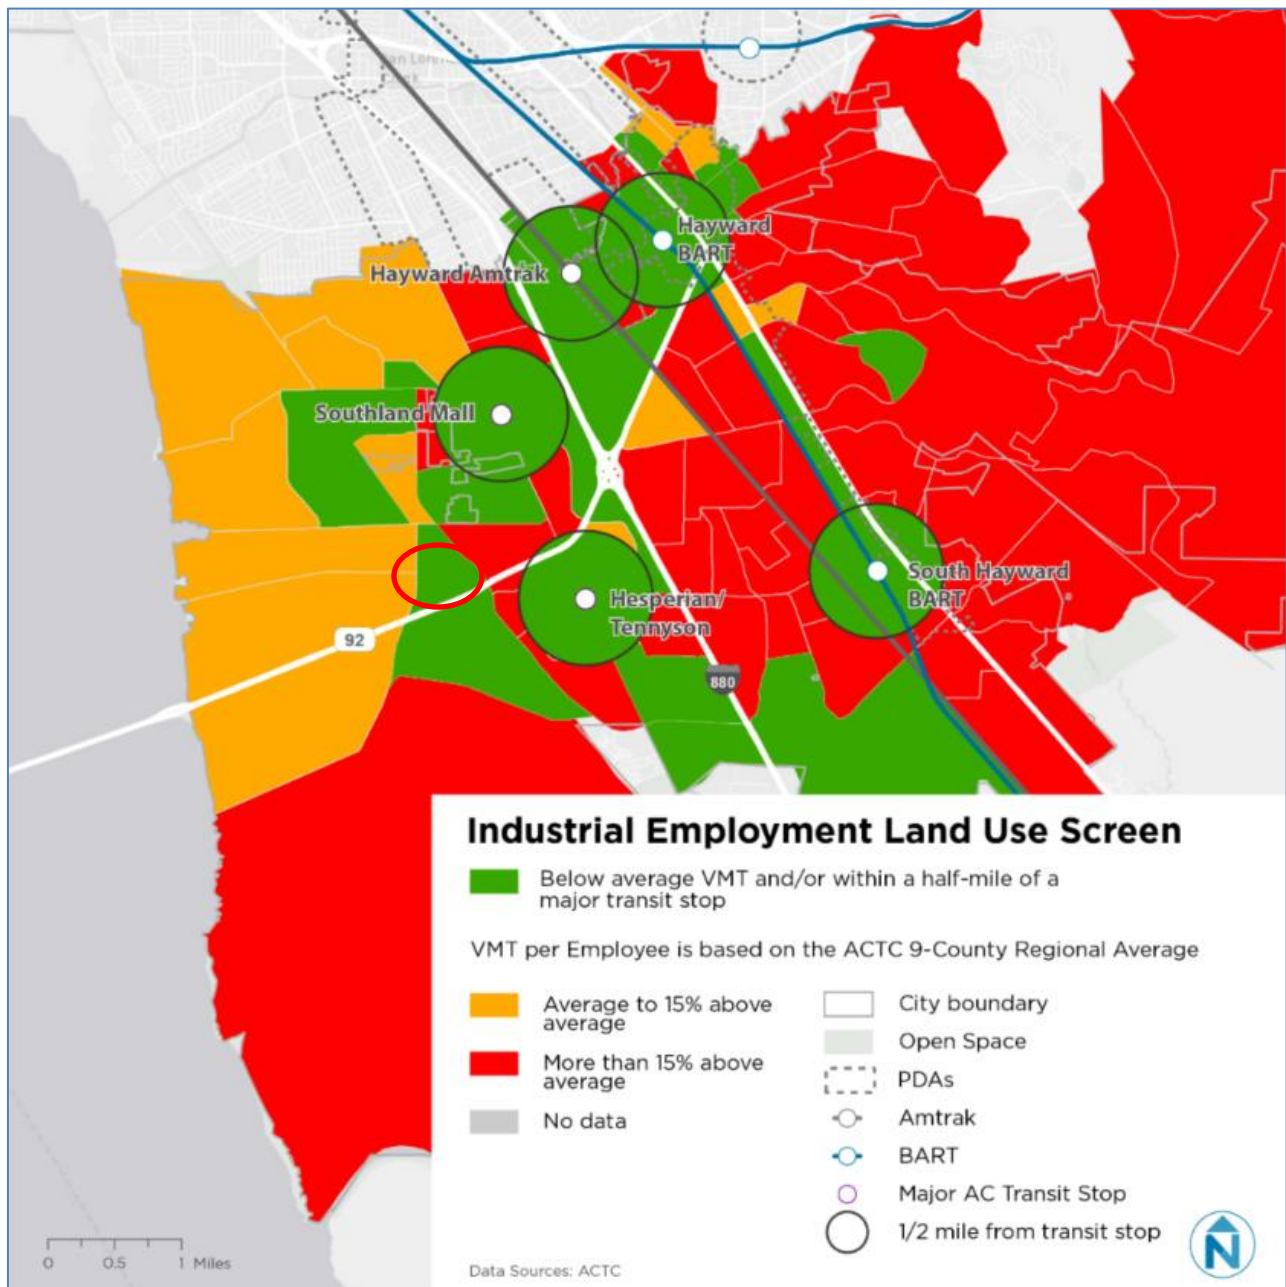 Hayward
BART
Hayward Amtrak
Southland Mall
Hesperian/
Tennyson
South Hayward
BART
92
880
Industrial Employment Land Use Screen
Below average VMT and/or within a half-mile of a
major transit stop
VMT per Employee is based on the ACTC 9-County Regional Average
Average to 15% above
average
More than 15% above
average
No data
City boundary
Open Space
PDAs
Amtrak
BART
Major AC Transit Stop
1/2 mile from transit stop
0 0.5 1 Miles
Data Sources: ACTC
N